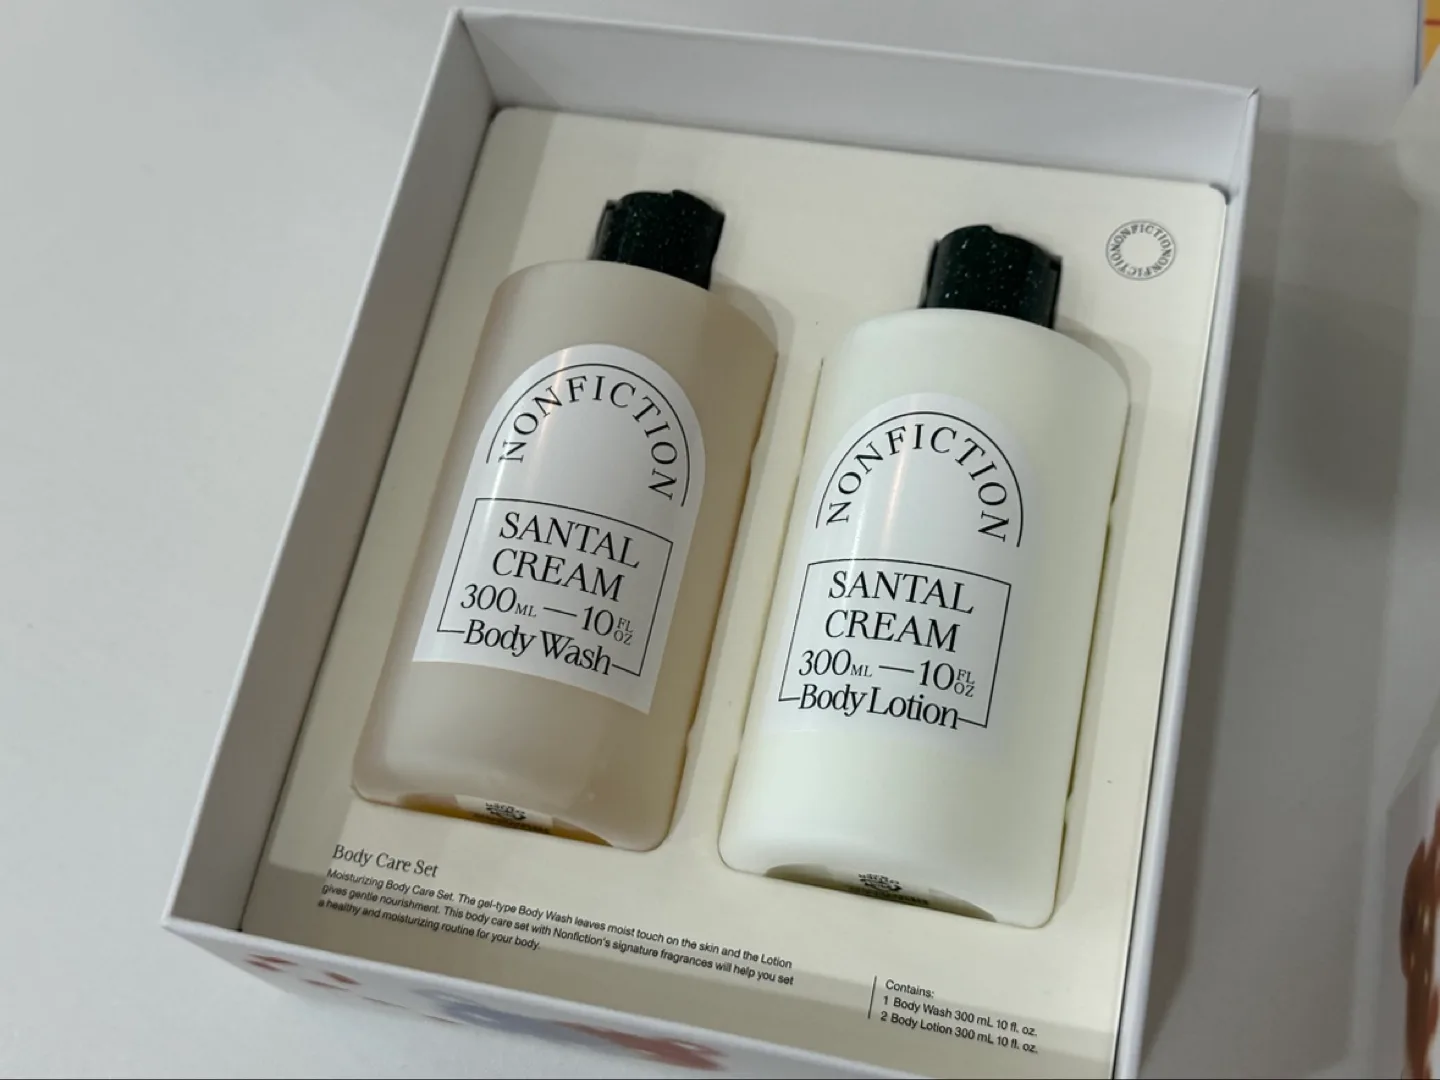 NONFICTIONNONFICTION
NONFICTION
SANTAL
CREAM
300ML — 10 FL OZ
Body Wash
NONFICTION
SANTAL
CREAM
300ML — 10 FL OZ
Body Lotion
Body Care Set
Moisturizing Body Care Set. The gel-type Body Wash leaves moist touch on the skin and the Lotion
gives gentle nourishment. This body care set with Nonfiction's signature fragrances will help you set
a healthy and moisturizing routine for your body.
Contains:
1 Body Wash 300 mL 10 fl. oz.
2 Body Lotion 300 mL 10 fl. oz.